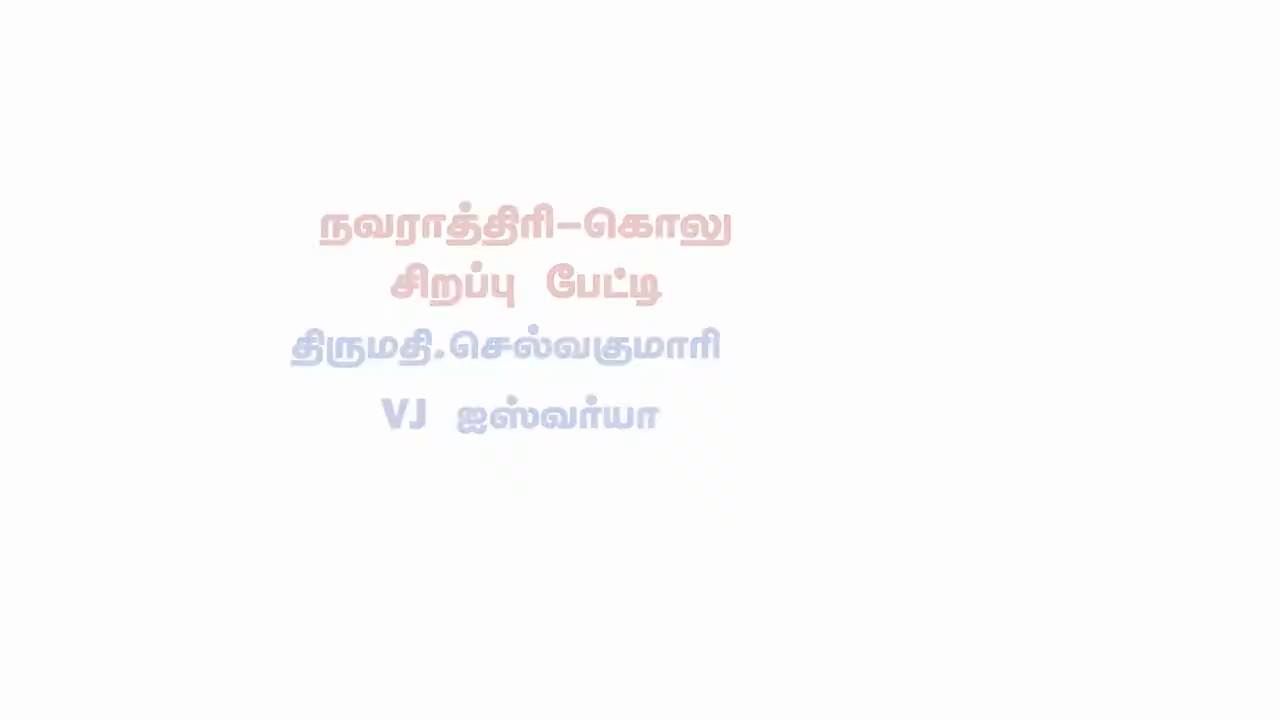 நவராத்திரி-கொலு
சிறப்பு பேட்டி
திருமதி.செல்வகுமாரி
VJ ஐஸ்வர்யா